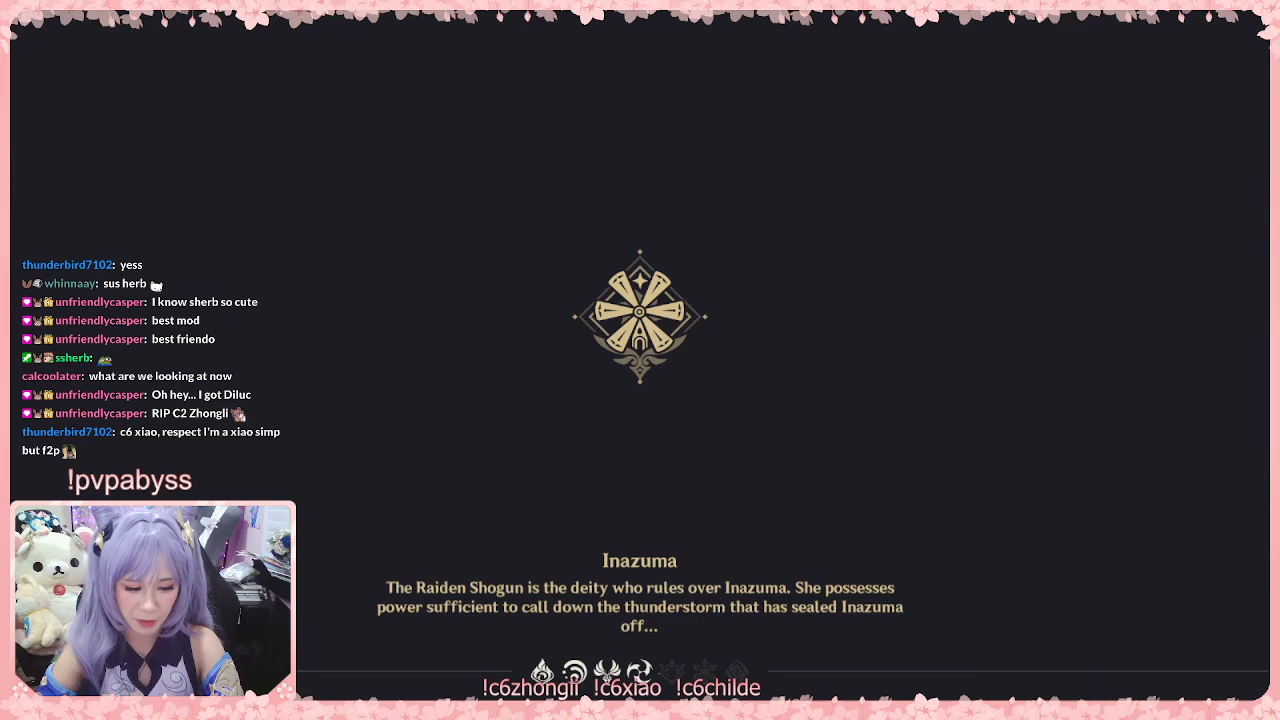 thunderbird7102: yess
whinnaay: sus herb
unfriendlycasper: I know sherb so cute
unfriendlycasper: best mod
unfriendlycasper: best friendo
ssherb:
calcoolater: what are we looking at now
unfriendlycasper: Oh hey... I got Diluc
unfriendlycasper: RIP C2 Zhongli
thunderbird7102: c6 xiao, respect I'm a xiao simp
but f2p
!pvpabyss
Inazuma
The Raiden Shogun is the deity who rules over Inazuma. She possesses
power sufficient to call down the thunderstorm that has sealed Inazuma
off...
!c6zhongli !c6xiao !c6childe